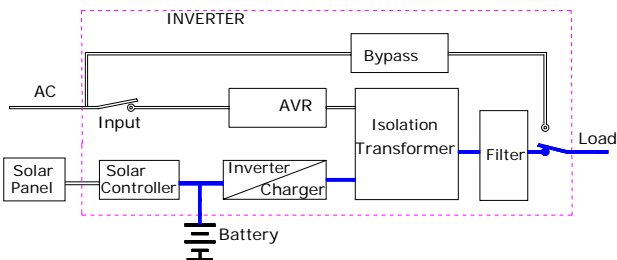 INVERTER
Bypass
AC
Input
AVR
Isolation
Transformer
Filter
Load
Solar
Panel
Solar
Controller
Inverter
Charger
Battery